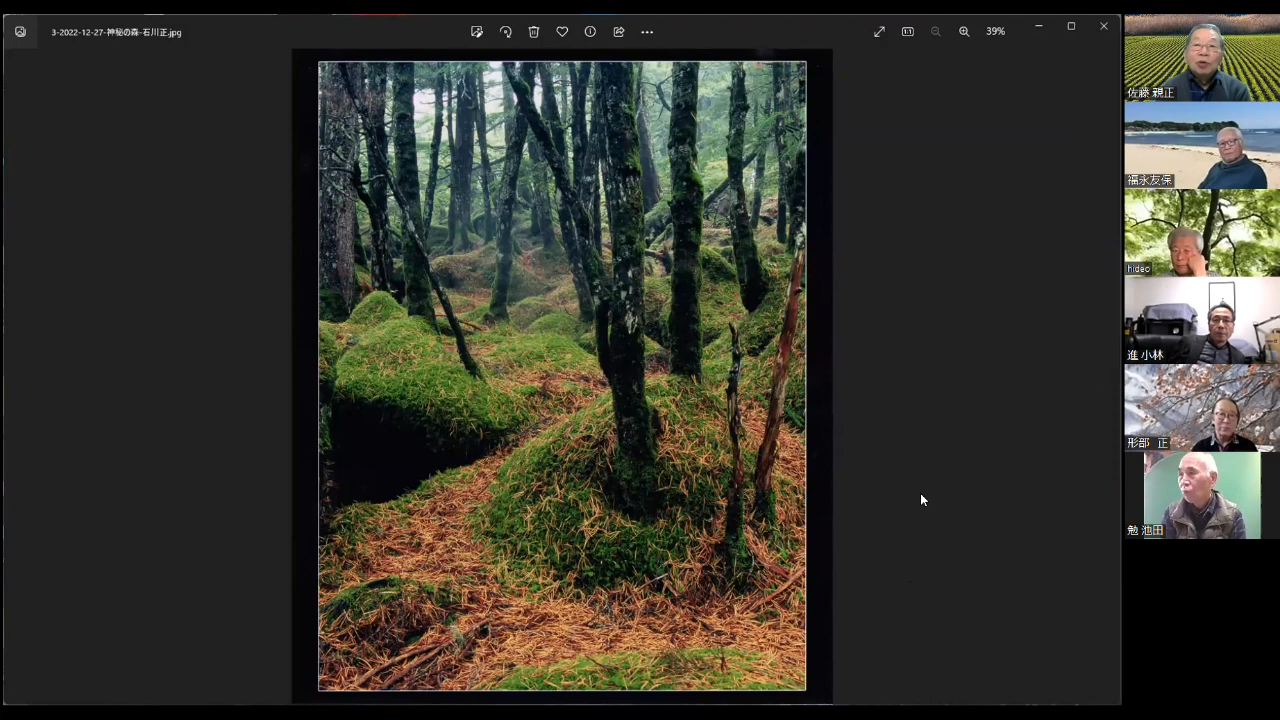 3-2022-12-27-神秘の森-石川正.jpg
39%
佐藤 親正
福永友保
hideo
進 小林
形部 正
勉 池田